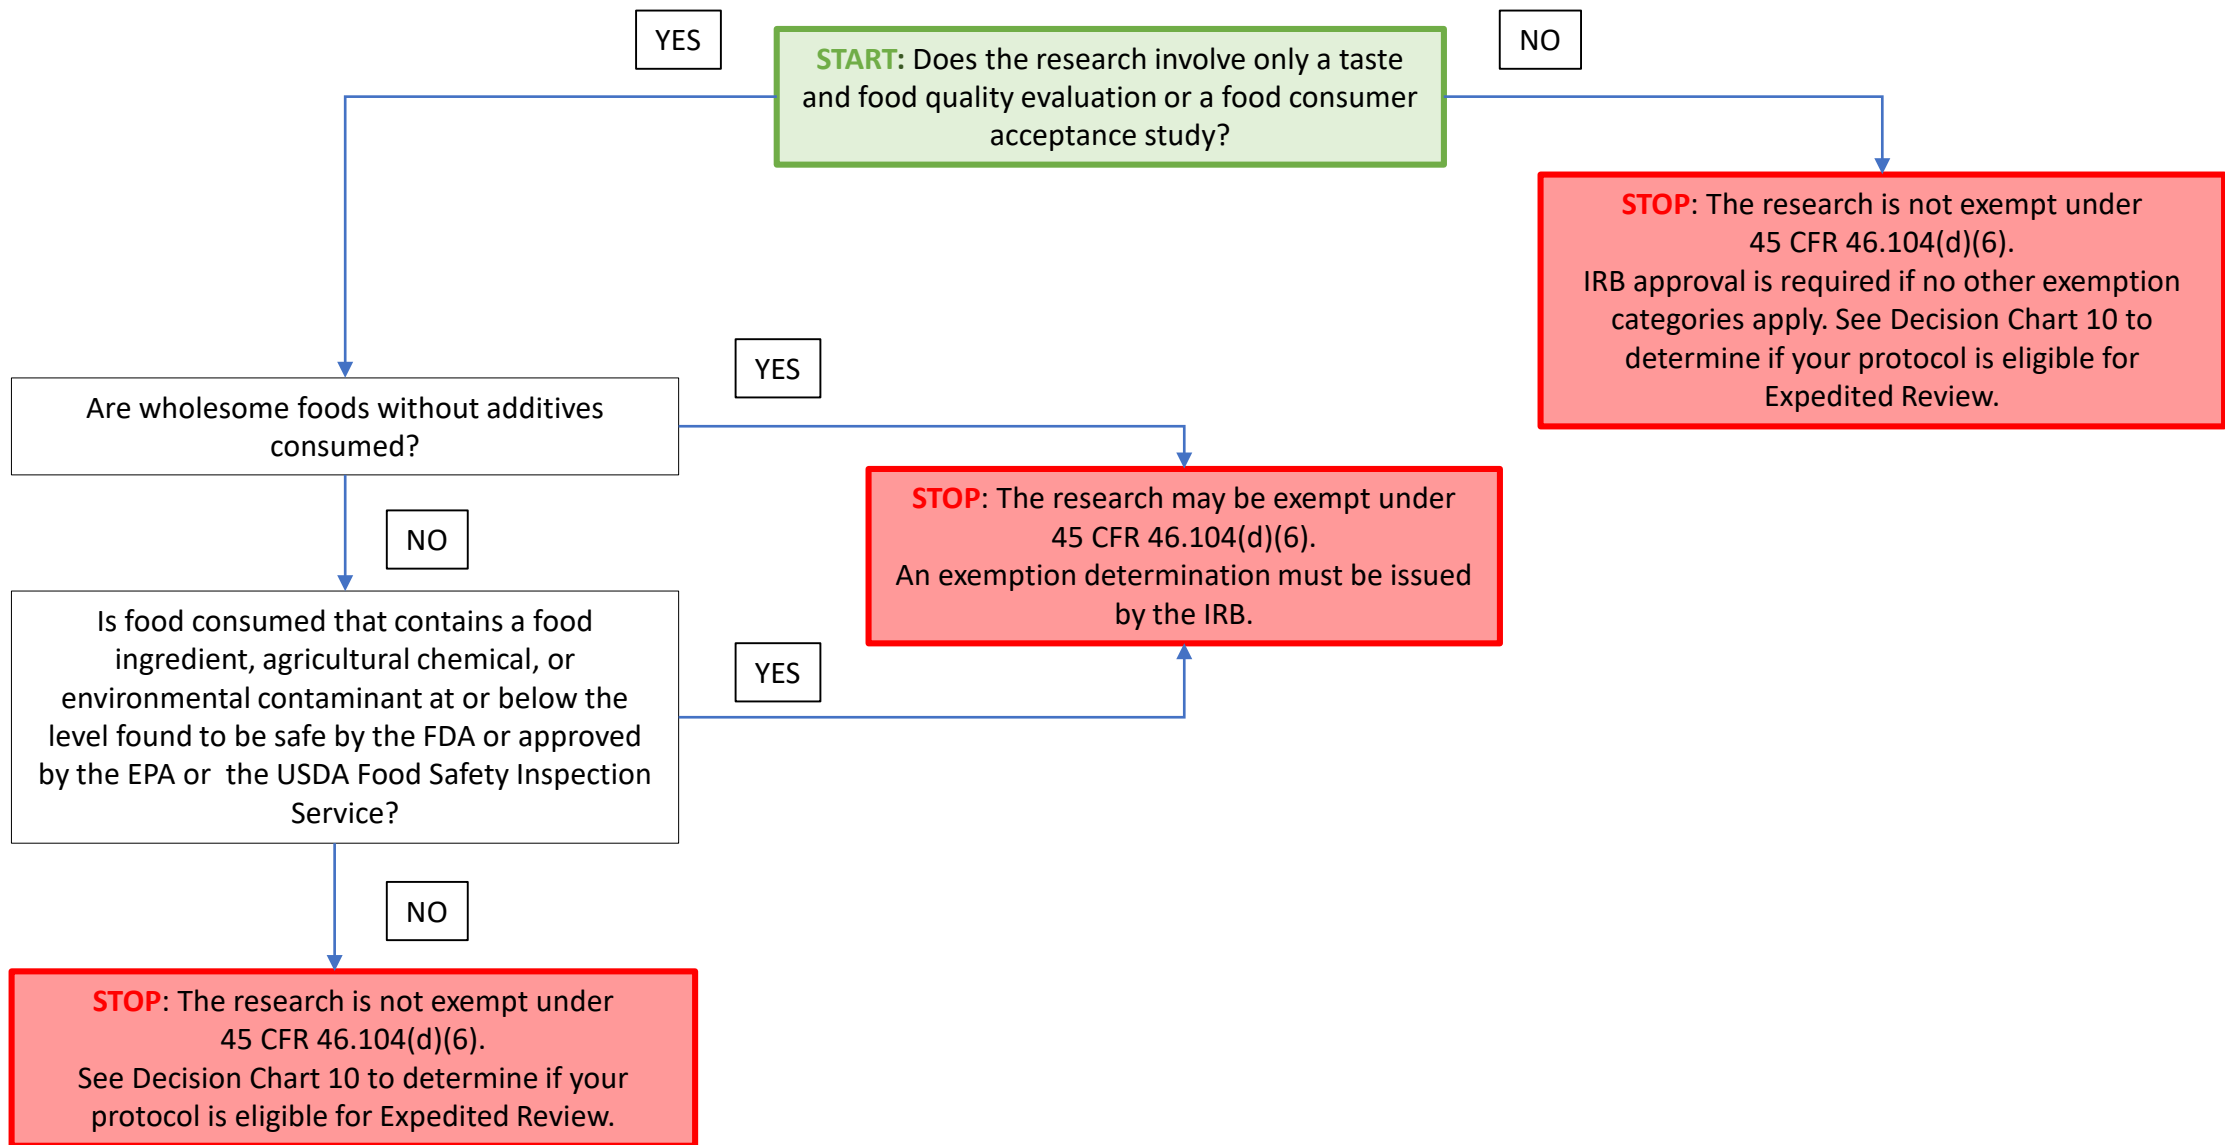 YES
START: Does the research involve only a taste
and food quality evaluation or a food consumer
acceptance study?
NO
STOP: The research is not exempt under
45 CFR 46.104(d)(6).
IRB approval is required if no other exemption
categories apply. See Decision Chart 10 to
determine if your protocol is eligible for
Expedited Review.
Are wholesome foods without additives
consumed?
YES
STOP: The research may be exempt under
45 CFR 46.104(d)(6).
An exemption determination must be issued
by the IRB.
NO
Is food consumed that contains a food
ingredient, agricultural chemical, or
environmental contaminant at or below the
level found to be safe by the FDA or approved
by the EPA or the USDA Food Safety Inspection
Service?
YES
NO
STOP: The research is not exempt under
45 CFR 46.104(d)(6).
See Decision Chart 10 to determine if your
protocol is eligible for Expedited Review.